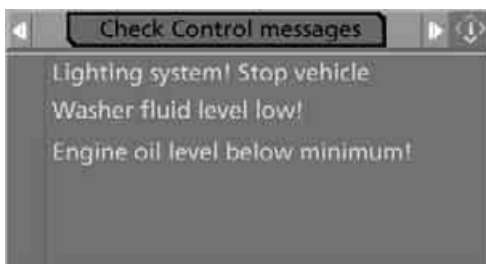 Check Control messages
Lighting system! Stop vehicle
Washer fluid level low!
Engine oil level below minimum!